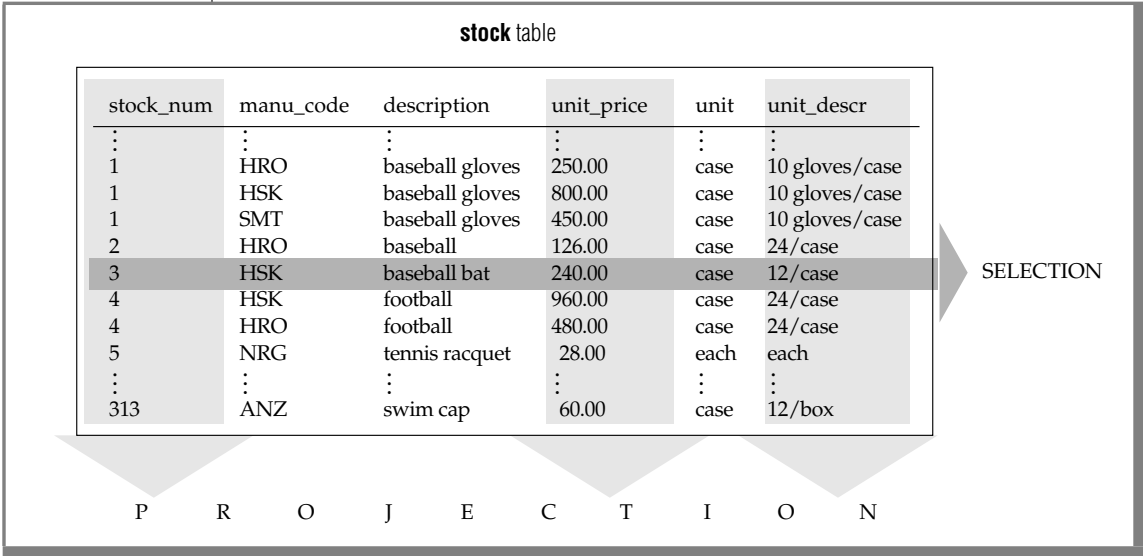 stock table
stock_num manu_code description unit_price unit unit_descr
⋮ ⋮ ⋮ ⋮ ⋮ ⋮
1 HRO baseball gloves 250.00 case 10 gloves/case
1 HSK baseball gloves 800.00 case 10 gloves/case
1 SMT baseball gloves 450.00 case 10 gloves/case
2 HRO baseball 126.00 case 24/case
3 HSK baseball bat 240.00 case 12/case
SELECTION
4 HSK football 960.00 case 24/case
4 HRO football 480.00 case 24/case
5 NRG tennis racquet 28.00 each each
⋮ ⋮ ⋮ ⋮ ⋮ ⋮
313 ANZ swim cap 60.00 case 12/box
P R O J E C T I O N